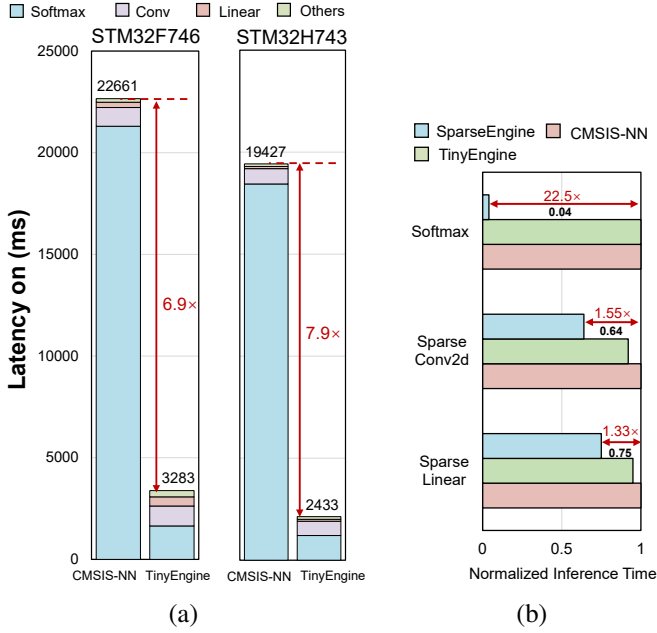 Softmax Conv Linear Others
STM32F746 STM32H743
Latency on (ms)
25000
20000
15000
10000
5000
0
22661
6.9×
3283
19427
7.9×
2433
CMSIS-NN TinyEngine CMSIS-NN TinyEngine
(a)
SparseEngine CMSIS-NN
TinyEngine
Softmax
22.5×
0.04
Sparse
Conv2d
1.55×
0.64
Sparse
Linear
1.33×
0.75
0 0.5 1
Normalized Inference Time
(b)